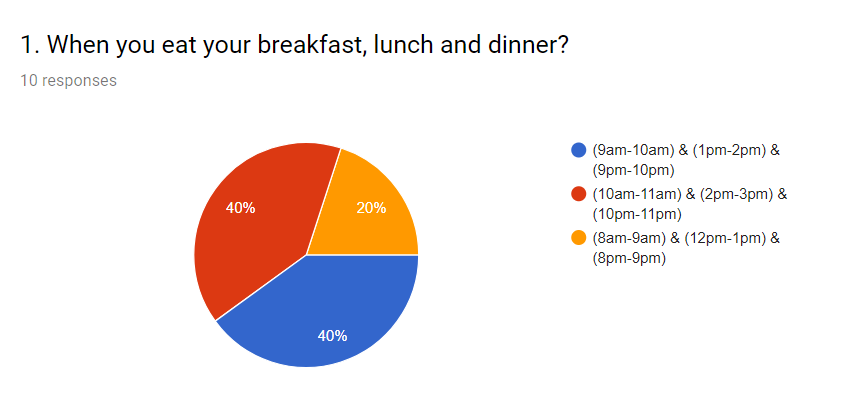 1. When you eat your breakfast, lunch and dinner?
10 responses
40%
20%
40%
(9am-10am) & (1pm-2pm) &
(9pm-10pm)
(10am-11am) & (2pm-3pm) &
(10pm-11pm)
(8am-9am) & (12pm-1pm) &
(8pm-9pm)